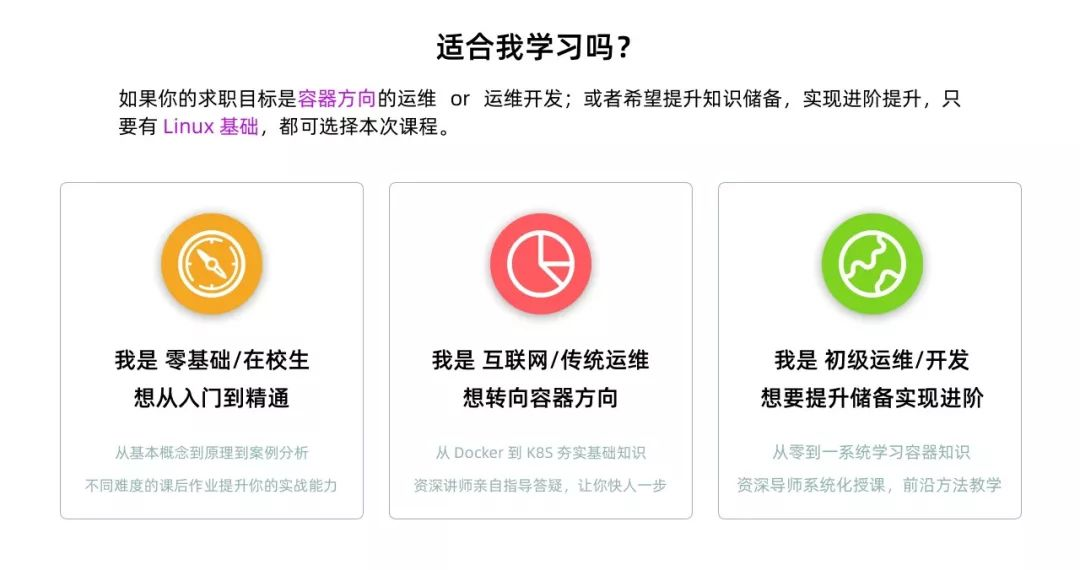 适合我学习吗？
如果你的求职目标是容器方向的运维 or 运维开发；或者希望提升知识储备，实现进阶提升，只
要有 Linux 基础，都可选择本次课程。
我是 零基础/在校生
想从入门到精通
从基本概念到原理到案例分析
不同难度的课后作业提升你的实战能力
我是 互联网/传统运维
想转向容器方向
从 Docker 到 K8S 夯实基础知识
资深讲师亲自指导答疑，让你快人一步
我是 初级运维/开发
想要提升储备实现进阶
从零到一系统学习容器知识
资深导师系统化授课，前沿方法教学